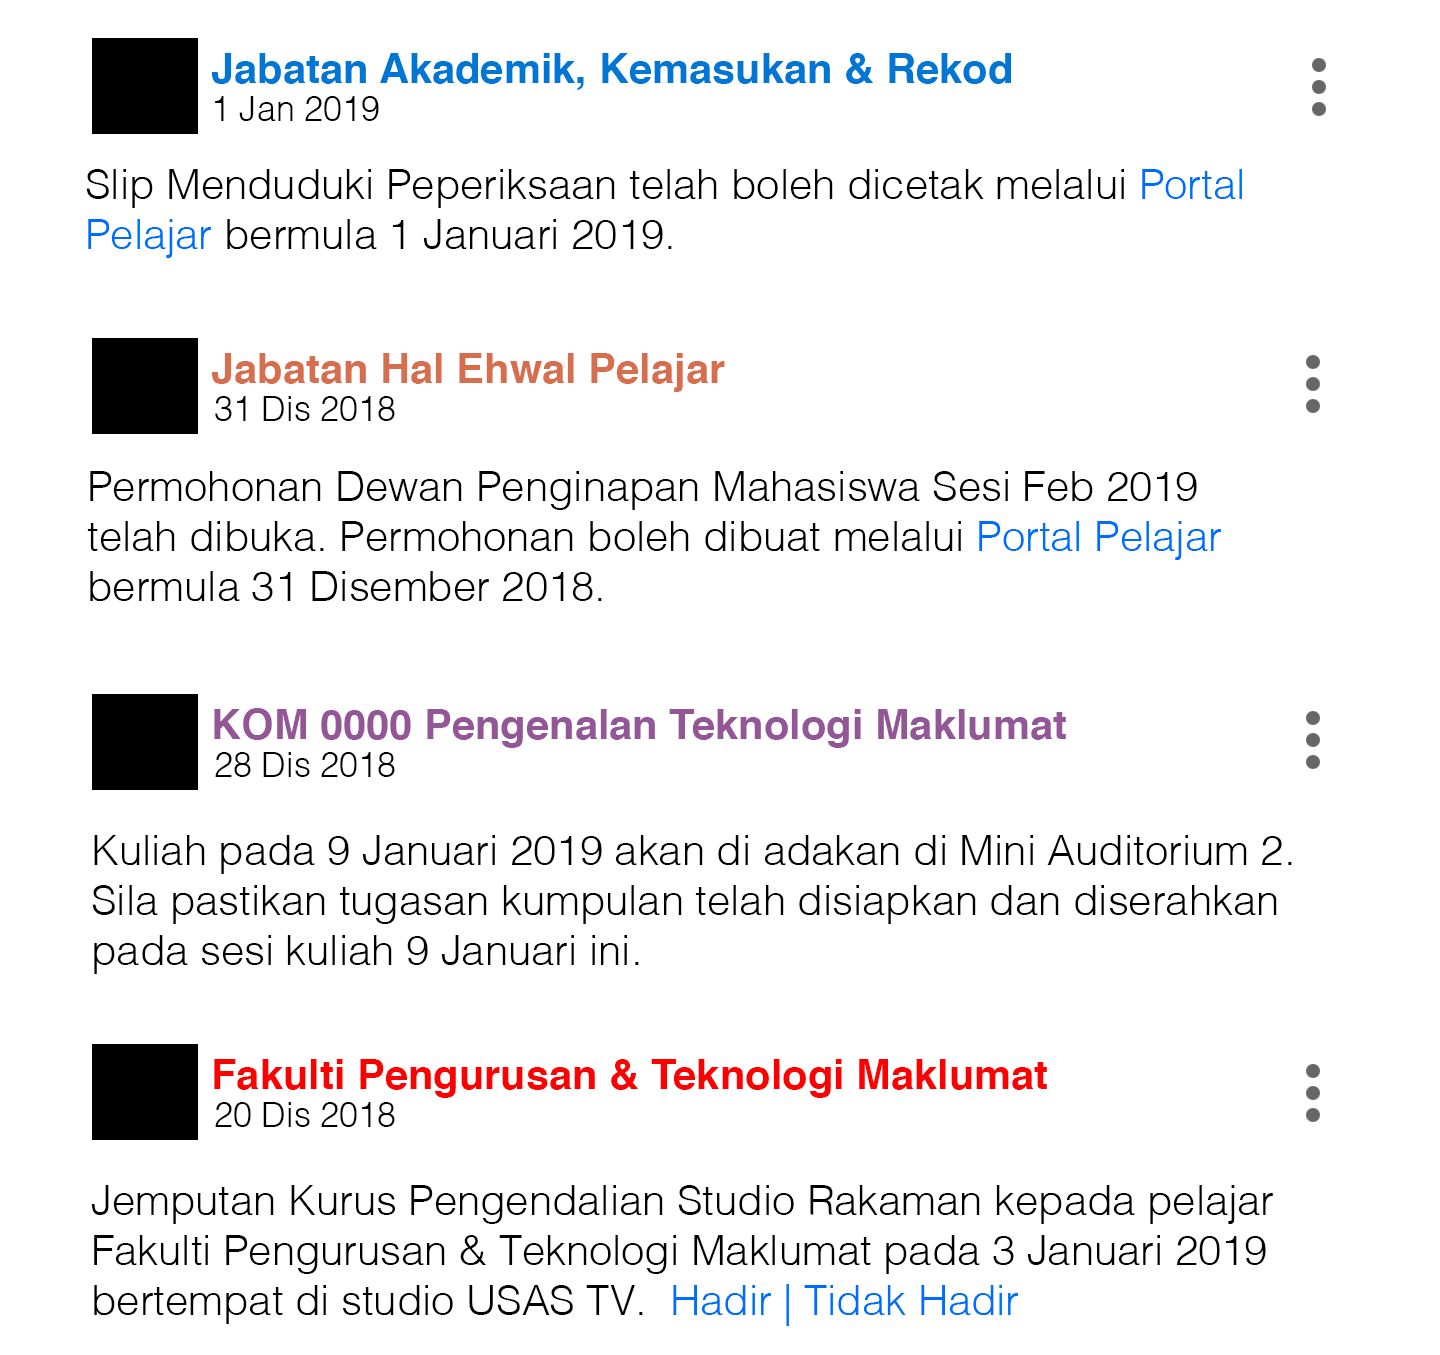 Jabatan Akademik, Kemasukan & Rekod
1 Jan 2019
Slip Menduduki Peperiksaan telah boleh dicetak melalui Portal
Pelajar bermula 1 Januari 2019.
Jabatan Hal Ehwal Pelajar
31 Dis 2018
Permohonan Dewan Penginapan Mahasiswa Sesi Feb 2019
telah dibuka. Permohonan boleh dibuat melalui Portal Pelajar
bermula 31 Disember 2018.
KOM 0000 Pengenalan Teknologi Maklumat
28 Dis 2018
Kuliah pada 9 Januari 2019 akan di adakan di Mini Auditorium 2.
Sila pastikan tugasan kumpulan telah disiapkan dan diserahkan
pada sesi kuliah 9 Januari ini.
Fakulti Pengurusan & Teknologi Maklumat
20 Dis 2018
Jemputan Kurus Pengendalian Studio Rakaman kepada pelajar
Fakulti Pengurusan & Teknologi Maklumat pada 3 Januari 2019
bertempat di studio USAS TV.  Hadir | Tidak Hadir